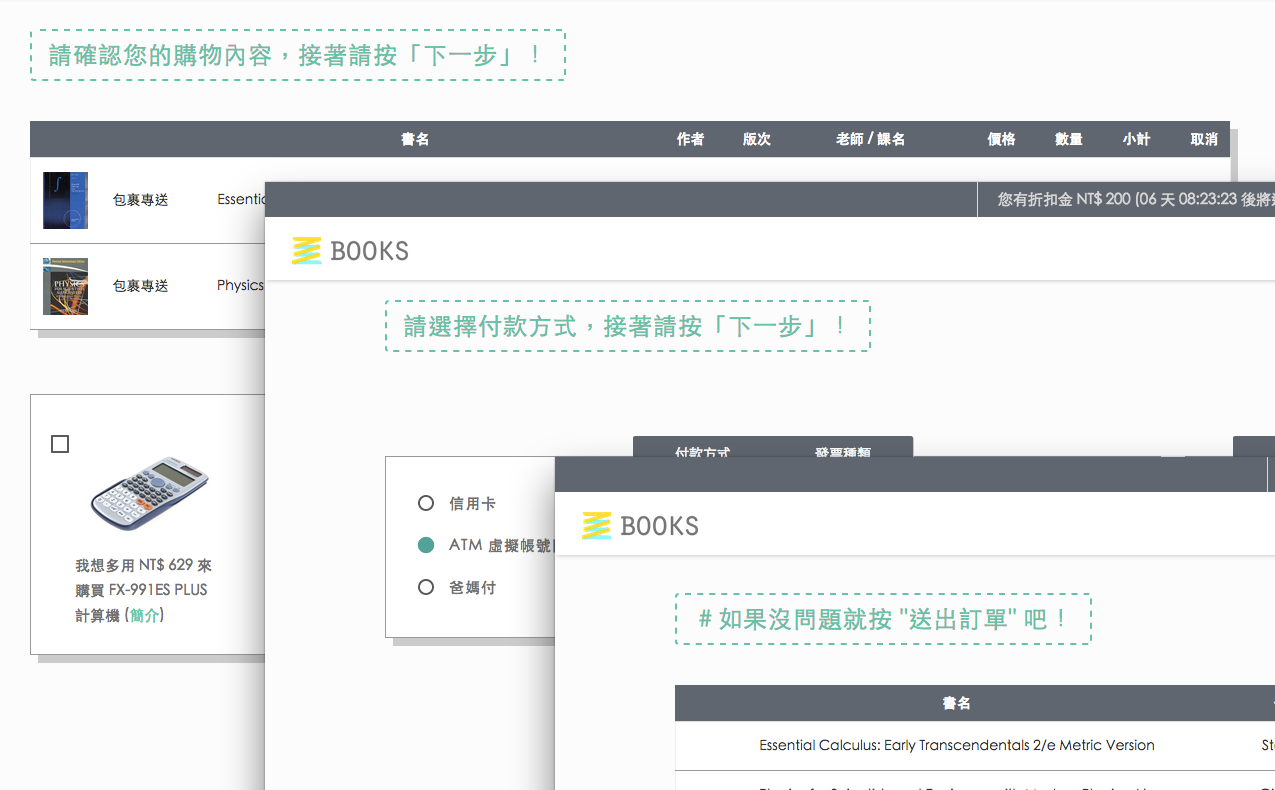 請確認您的購物內容，接著請按「下一步」！
書名 作者 版次 老師 / 課名 價格 數量 小計 取消
包裹專送 Essentic
PHYSICS
包裹專送 Physics
我想多用 NT$ 629 來
購買 FX-991ES PLUS
計算機 (簡介)
您有折扣金 NT$ 200 (06 天 08:23:23 後將
BOOKS
請選擇付款方式，接著請按「下一步」！
付款方式 發票種類
信用卡
ATM 虛擬帳號
爸媽付
BOOKS
# 如果沒問題就按 "送出訂單" 吧！
書名
Essential Calculus: Early Transcendentals 2/e Metric Version St